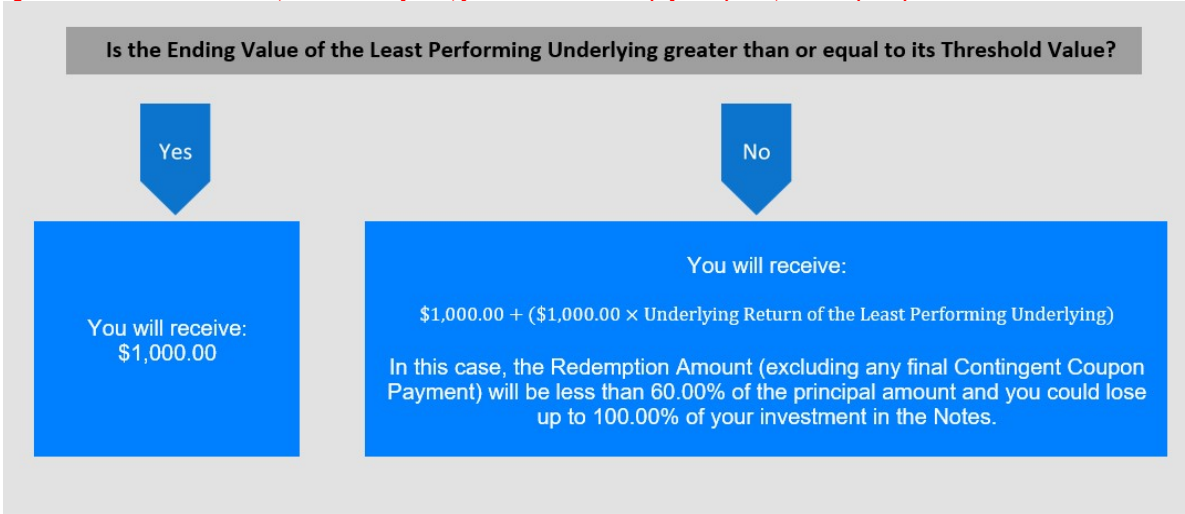 Is the Ending Value of the Least Performing Underlying greater than or equal to its Threshold Value?
Yes
No
You will receive:
$1,000.00
You will receive:
$1,000.00 + ($1,000.00 × Underlying Return of the Least Performing Underlying)
In this case, the Redemption Amount (excluding any final Contingent Coupon
Payment) will be less than 60.00% of the principal amount and you could lose
up to 100.00% of your investment in the Notes.